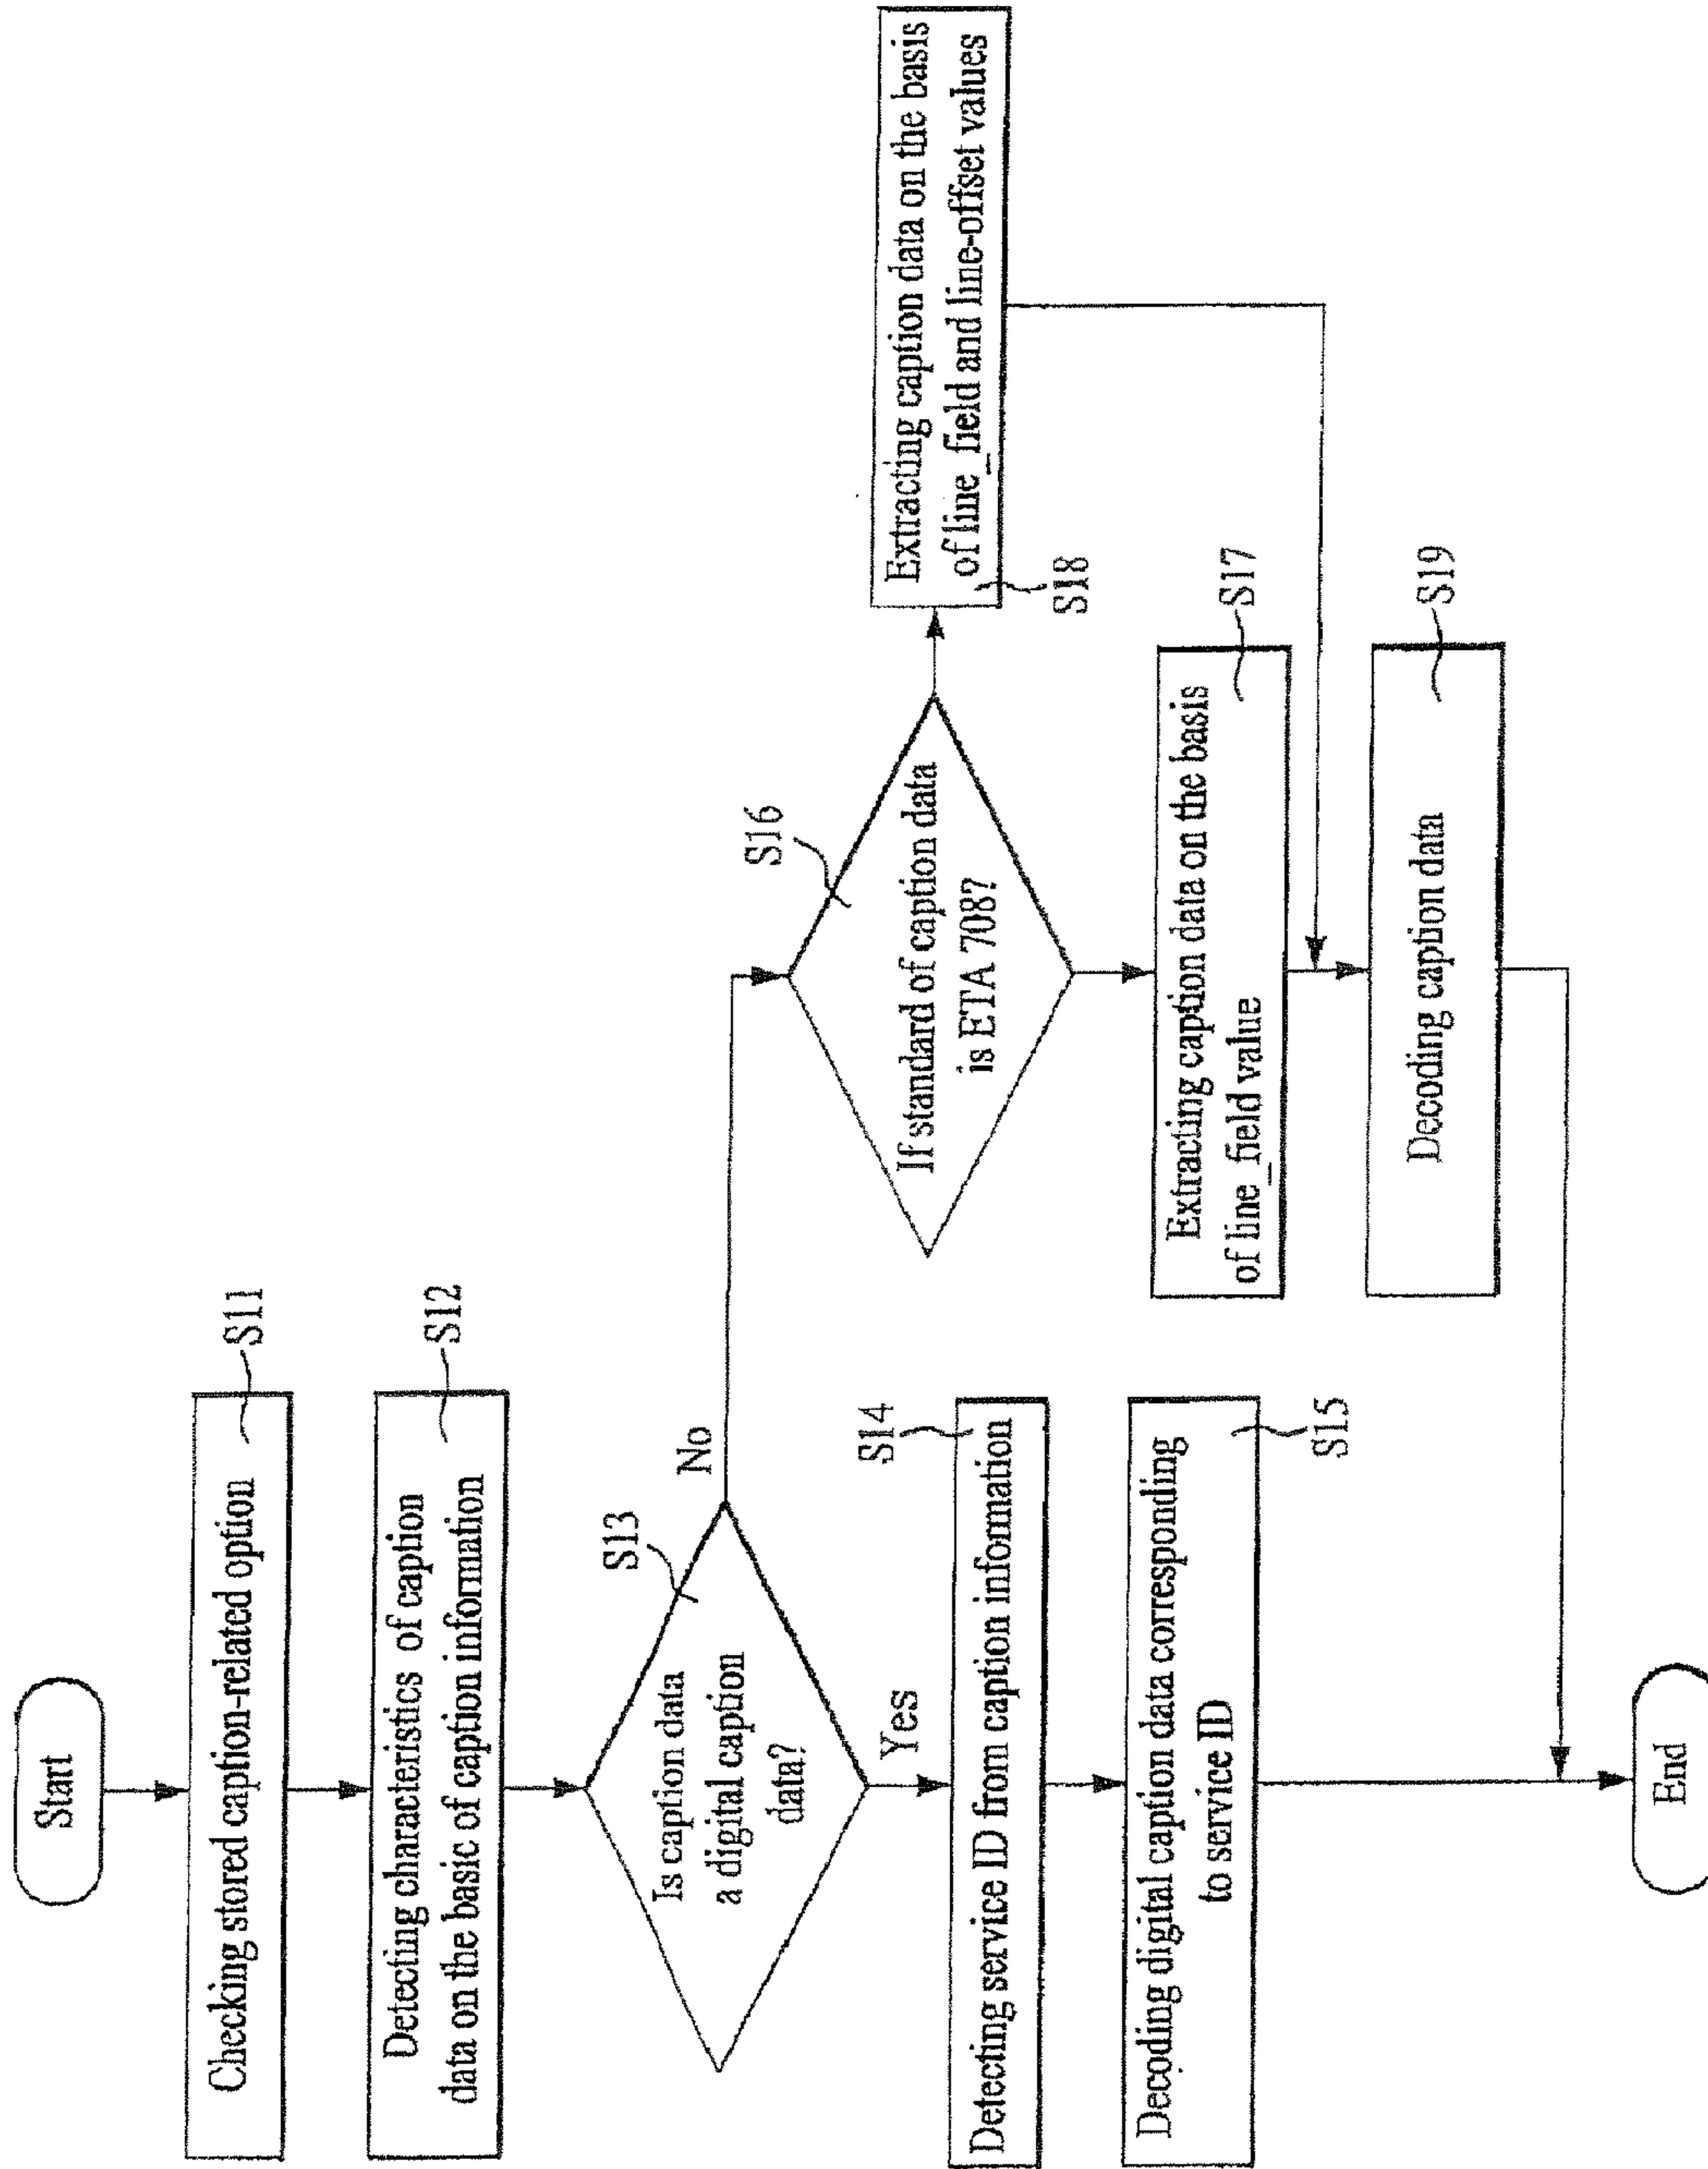 Start
Checking stored caption-related option
S11
Detecting characteristics of caption
data on the basic of caption information
S12
Is caption data
a digital caption
data?
S13
No
Yes
Detecting service ID from caption information
S14
Decoding digital caption data corresponding
to service ID
S15
If standard of caption data
is ETA 708?
S16
Extracting caption data on the basis
of line_field and line-offset values
S18
Extracting caption data on the basis
of line_field value
S17
Decoding caption data
S19
End